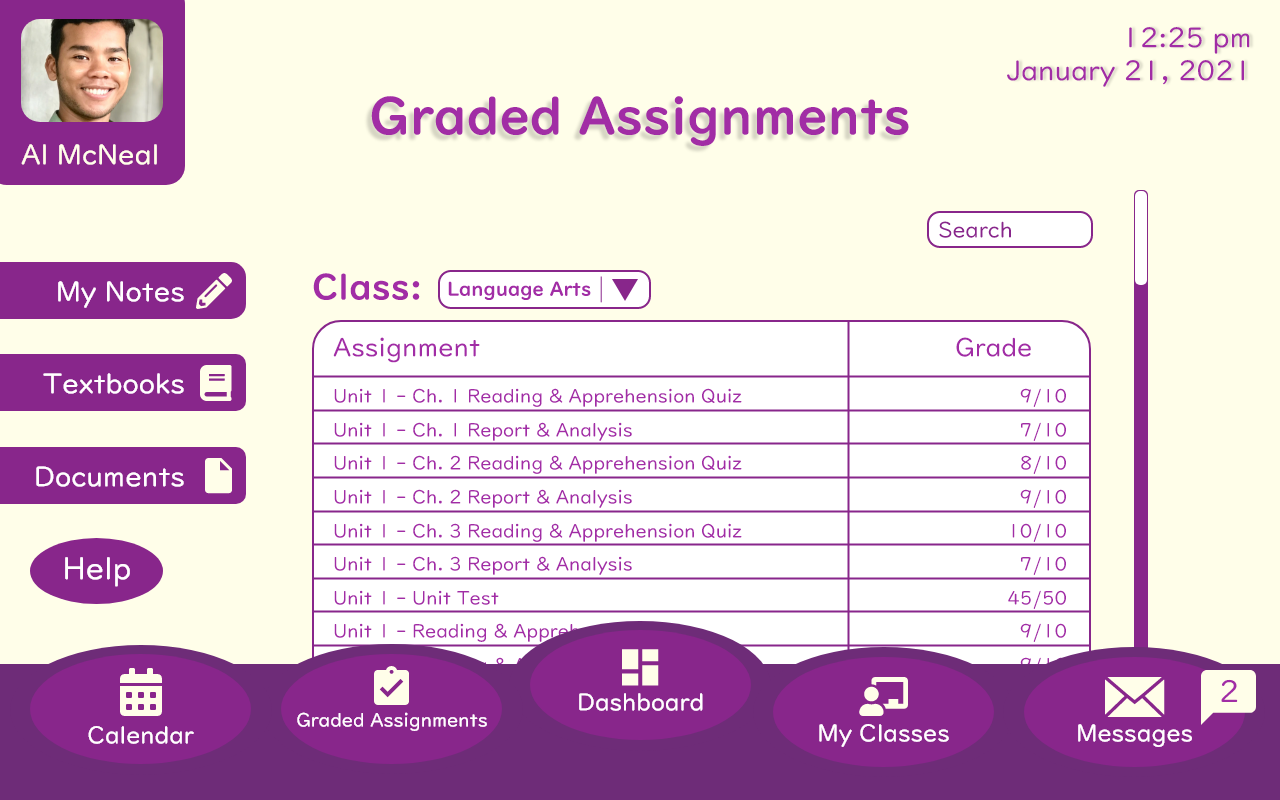 12:25 pm
January 21, 2021
Al McNeal
Graded Assignments
Search
My Notes
Textbooks
Documents
Help
Class: Language Arts
Assignment Grade
Unit 1 - Ch. 1 Reading & Apprehension Quiz 9/10
Unit 1 - Ch. 1 Report & Analysis 7/10
Unit 1 - Ch. 2 Reading & Apprehension Quiz 8/10
Unit 1 - Ch. 2 Report & Analysis 9/10
Unit 1 - Ch. 3 Reading & Apprehension Quiz 10/10
Unit 1 - Ch. 3 Report & Analysis 7/10
Unit 1 - Unit Test 45/50
Unit 1 - Reading & 9/10
Calendar
Graded Assignments
Dashboard
My Classes
Messages
2